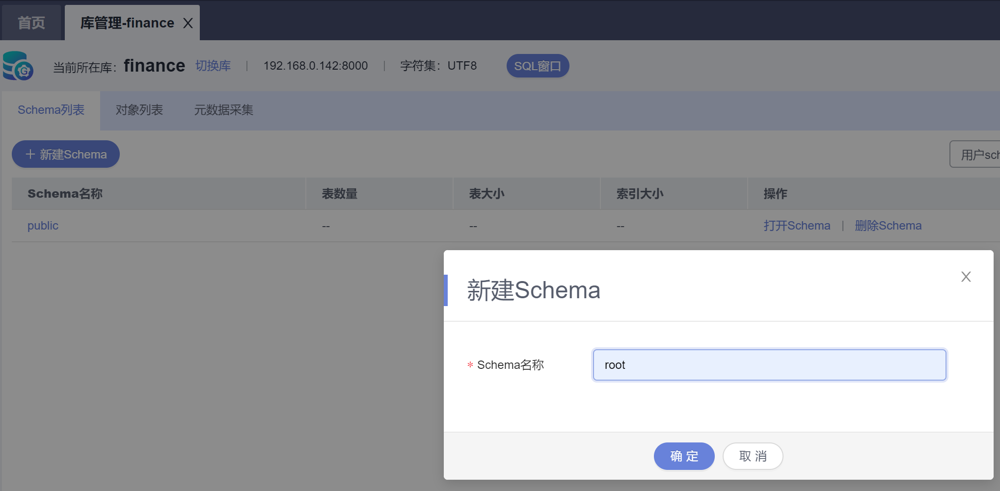 首页 库管理-finance X
当前所在库: finance 切换库 | 192.168.0.142:8000 | 字符集: UTF8 SQL窗口
Schema列表 对象列表 元数据采集
+ 新建Schema 用户sch
Schema名称 表数量 表大小 索引大小 操作
public -- -- -- 打开Schema | 删除Schema
新建Schema X
* Schema名称 root
确 定 取 消